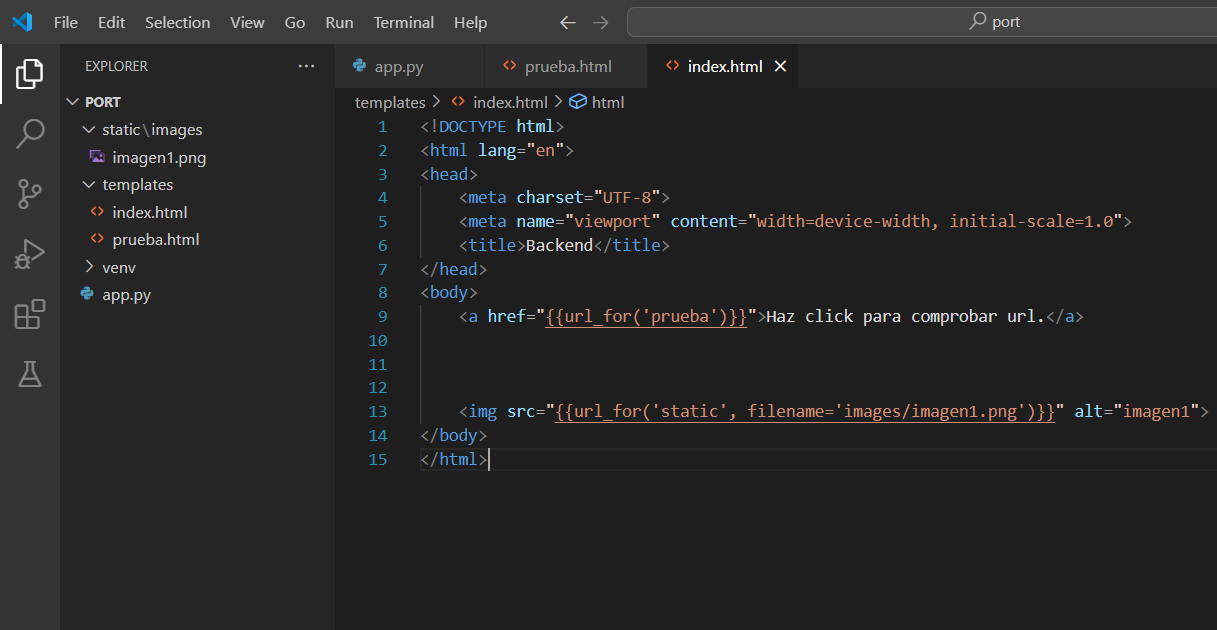 File Edit Selection View Go Run Terminal Help
port
EXPLORER ···
PORT
static\images
imagen1.png
templates
index.html
prueba.html
venv
app.py
app.py
prueba.html
index.html
templates > index.html > html
1 <!DOCTYPE html>
2 <html lang="en">
3 <head>
4 <meta charset="UTF-8">
5 <meta name="viewport" content="width=device-width, initial-scale=1.0">
6 <title>Backend</title>
7 </head>
8 <body>
9 <a href="{{url_for('prueba')}}">Haz click para comprobar url.</a>
10
11
12
13 <img src="{{url_for('static', filename='images/imagen1.png')}}" alt="imagen1">
14 </body>
15 </html>